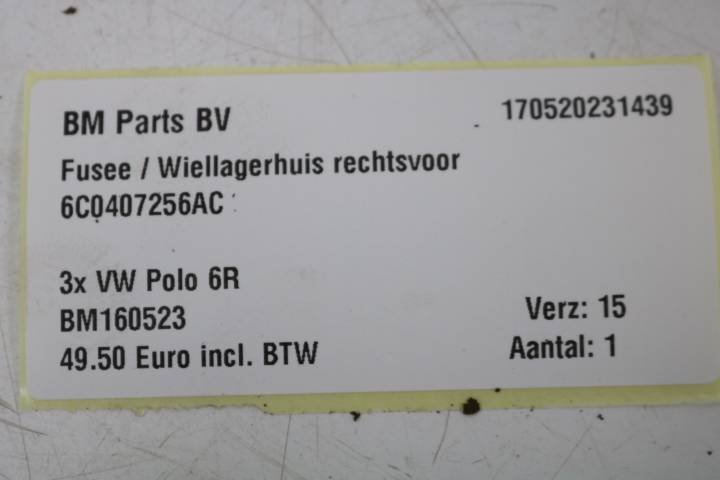 BM Parts BV 170520231439
Fusee / Wiellagerhuis rechtsvoor
6C0407256AC
3x VW Polo 6R
BM160523 Verz: 15
49.50 Euro incl. BTW Aantal: 1